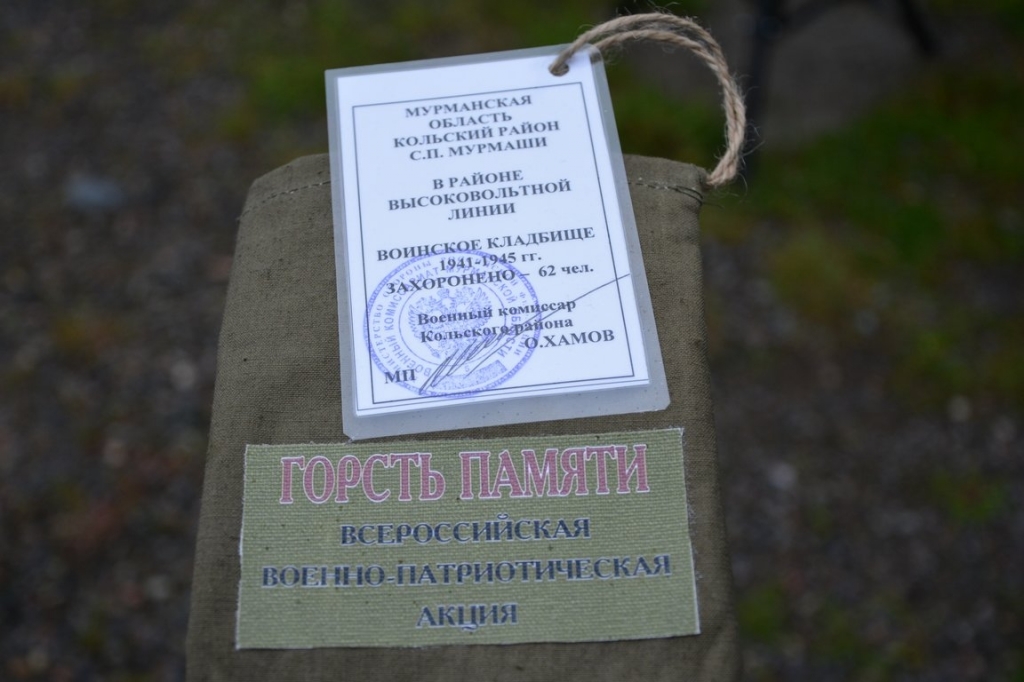 МУРМАНСКАЯ
ОБЛАСТЬ
КОЛЬСКИЙ РАЙОН
С.П. МУРМАШИ
В РАЙОНЕ
ВЫСОКОВОЛЬТНОЙ
ЛИНИИ
ВОИНСКОЕ КЛАДБИЩЕ
1941-1945 гг.
ЗАХОРОНЕНО – 62 чел.
Военный комиссар
Кольского района
О.ХАМОВ
МП
ГОРСТЬ ПАМЯТИ
ВСЕРОССИЙСКАЯ
ВОЕННО-ПАТРИОТИЧЕСКАЯ
АКЦИЯ